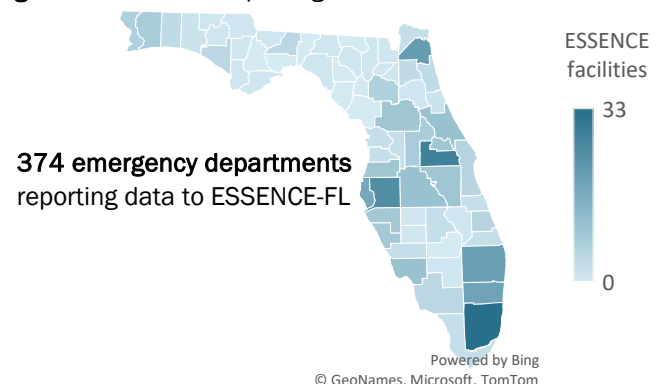 374 emergency departments
reporting data to ESSENCE-FL
ESSENCE
facilities
33
0
Powered by Bing
© GeoNames, Microsoft, TomTom